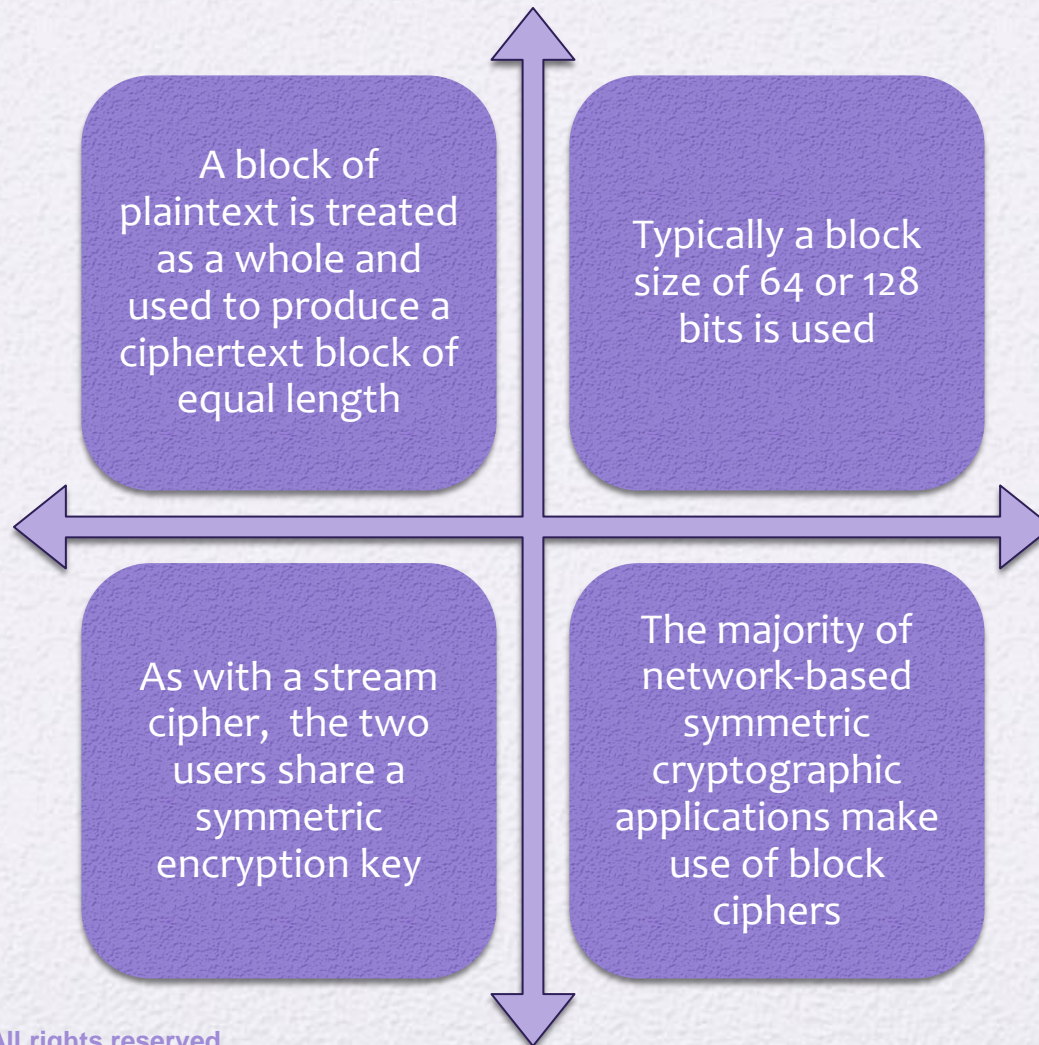 A block of
plaintext is treated
as a whole and
used to produce a
ciphertext block of
equal length
Typically a block
size of 64 or 128
bits is used
As with a stream
cipher, the two
users share a
symmetric
encryption key
The majority of
network-based
symmetric
cryptographic
applications make
use of block
ciphers
All rights reserved